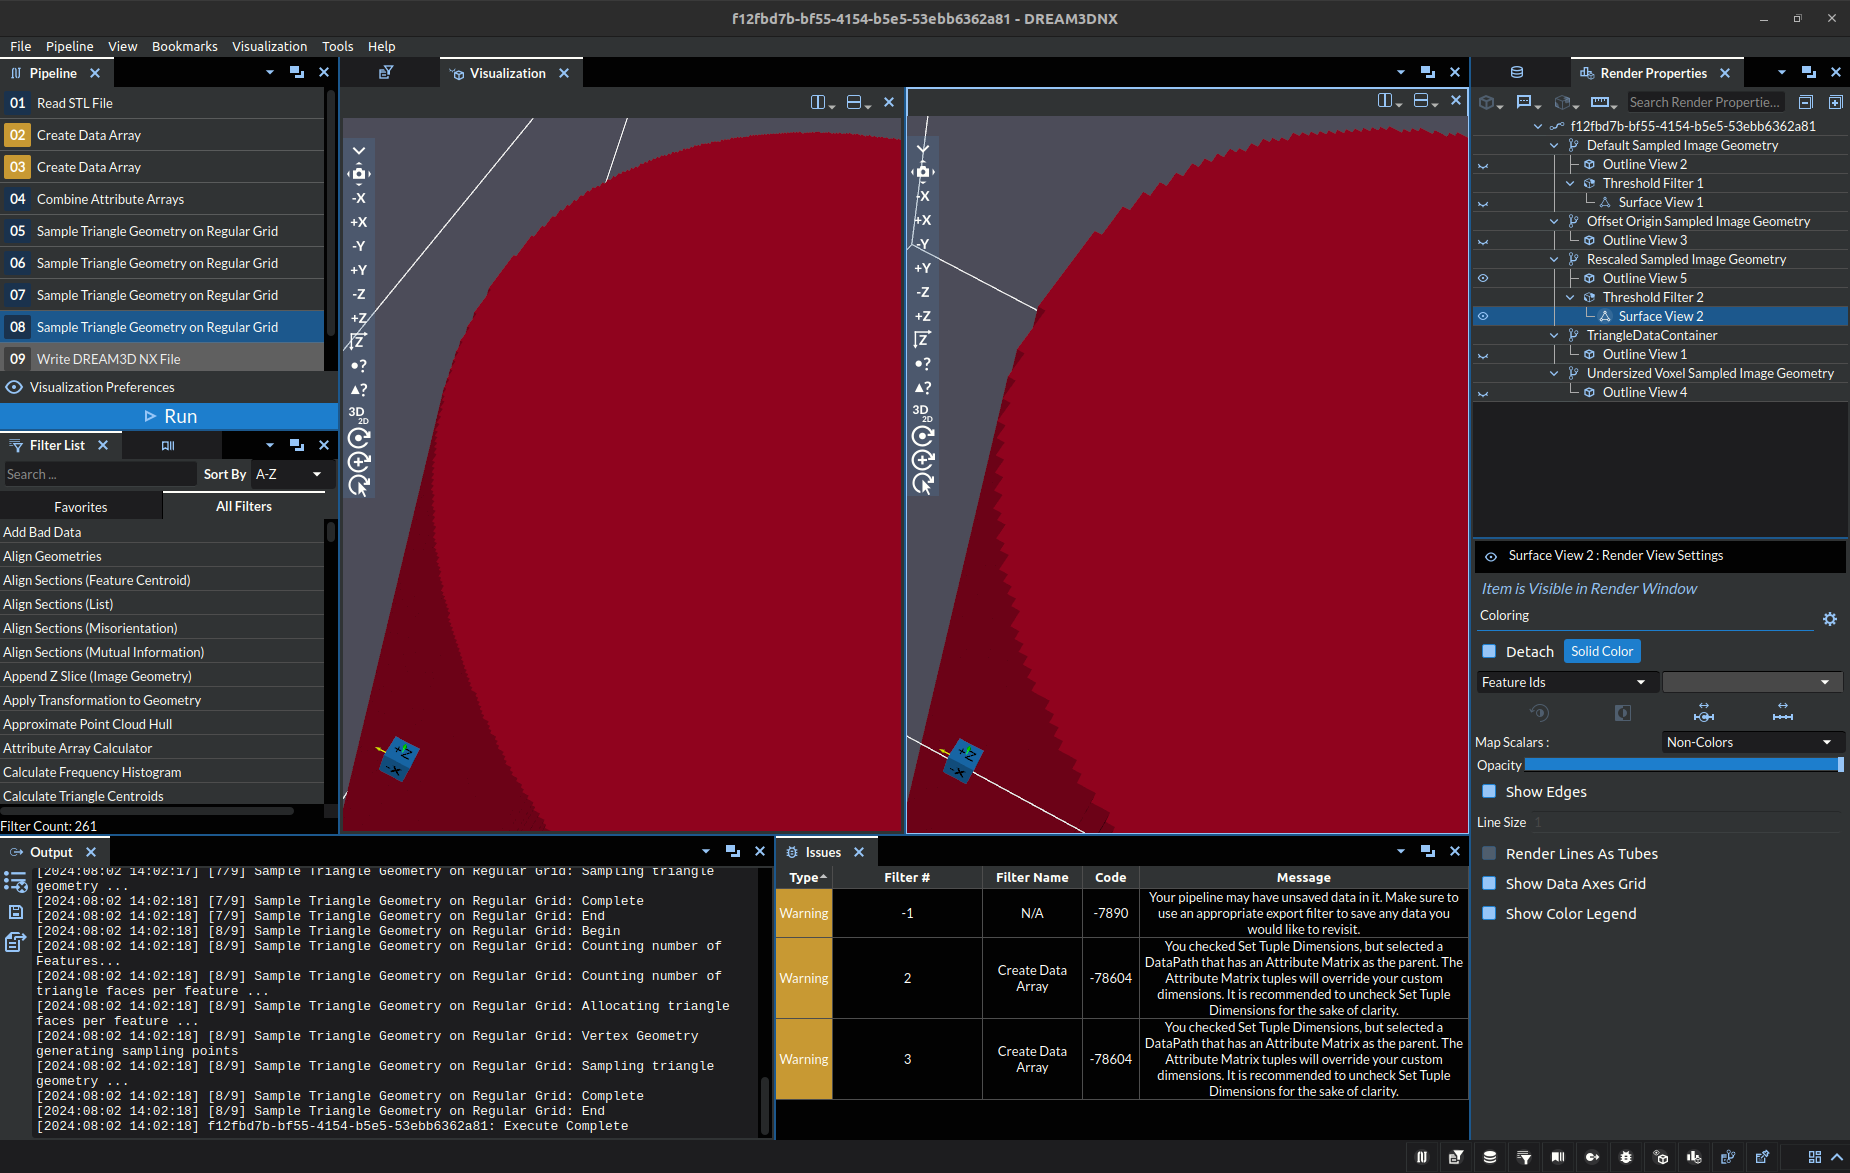 f12fbd7b-bf55-4154-b5e5-53ebb6362a81 - DREAM3DNX
File Pipeline View Bookmarks Visualization Tools Help
Pipeline
01 Read STL File
02 Create Data Array
03 Create Data Array
04 Combine Attribute Arrays
05 Sample Triangle Geometry on Regular Grid
06 Sample Triangle Geometry on Regular Grid
07 Sample Triangle Geometry on Regular Grid
08 Sample Triangle Geometry on Regular Grid
09 Write DREAM3D NX File
Visualization Preferences
Run
Filter List
Search ...
Sort By A-Z
Favorites
All Filters
Add Bad Data
Align Geometries
Align Sections (Feature Centroid)
Align Sections (List)
Align Sections (Misorientation)
Align Sections (Mutual Information)
Append Z Slice (Image Geometry)
Apply Transformation to Geometry
Approximate Point Cloud Hull
Attribute Array Calculator
Calculate Frequency Histogram
Calculate Triangle Centroids
Filter Count: 261
Visualization
-X
+X
-Y
+Y
-Z
+Z
Z
?
?
3D
2D
+Z
-X
-X
+X
-Y
+Y
-Z
+Z
Z
?
?
3D
2D
+Z
-X
Render Properties
Search Render Propertie...
f12fbd7b-bf55-4154-b5e5-53ebb6362a81
Default Sampled Image Geometry
Outline View 2
Threshold Filter 1
Surface View 1
Offset Origin Sampled Image Geometry
Outline View 3
Rescaled Sampled Image Geometry
Outline View 5
Threshold Filter 2
Surface View 2
TriangleDataContainer
Outline View 1
Undersized Voxel Sampled Image Geometry
Outline View 4
Surface View 2 : Render View Settings
Item is Visible in Render Window
Coloring
Detach Solid Color
Feature Ids
Map Scalars : Non-Colors
Opacity
Show Edges
Line Size 1
Render Lines As Tubes
Show Data Axes Grid
Show Color Legend
Output
[2024:08:02 14:02:17] [7/9] Sample Triangle Geometry on Regular Grid: Sampling triangle
geometry ...
[2024:08:02 14:02:18] [7/9] Sample Triangle Geometry on Regular Grid: Complete
[2024:08:02 14:02:18] [7/9] Sample Triangle Geometry on Regular Grid: End
[2024:08:02 14:02:18] [8/9] Sample Triangle Geometry on Regular Grid: Begin
[2024:08:02 14:02:18] [8/9] Sample Triangle Geometry on Regular Grid: Counting number of
Features...
[2024:08:02 14:02:18] [8/9] Sample Triangle Geometry on Regular Grid: Counting number of
triangle faces per feature ...
[2024:08:02 14:02:18] [8/9] Sample Triangle Geometry on Regular Grid: Allocating triangle
faces per feature ...
[2024:08:02 14:02:18] [8/9] Sample Triangle Geometry on Regular Grid: Vertex Geometry
generating sampling points
[2024:08:02 14:02:18] [8/9] Sample Triangle Geometry on Regular Grid: Sampling triangle
geometry ...
[2024:08:02 14:02:18] [8/9] Sample Triangle Geometry on Regular Grid: Complete
[2024:08:02 14:02:18] [8/9] Sample Triangle Geometry on Regular Grid: End
[2024:08:02 14:02:18] f12fbd7b-bf55-4154-b5e5-53ebb6362a81: Execute Complete
Issues
Type Filter # Filter Name Code Message
Warning -1 N/A -7890 Your pipeline may have unsaved data in it. Make sure to
use an appropriate export filter to save any data you
would like to revisit.
Warning 2 Create Data Array -78604 You checked Set Tuple Dimensions, but selected a
DataPath that has an Attribute Matrix as the parent. The
Attribute Matrix tuples will override your custom
dimensions. It is recommended to uncheck Set Tuple
Dimensions for the sake of clarity.
Warning 3 Create Data Array -78604 You checked Set Tuple Dimensions, but selected a
DataPath that has an Attribute Matrix as the parent. The
Attribute Matrix tuples will override your custom
dimensions. It is recommended to uncheck Set Tuple
Dimensions for the sake of clarity.